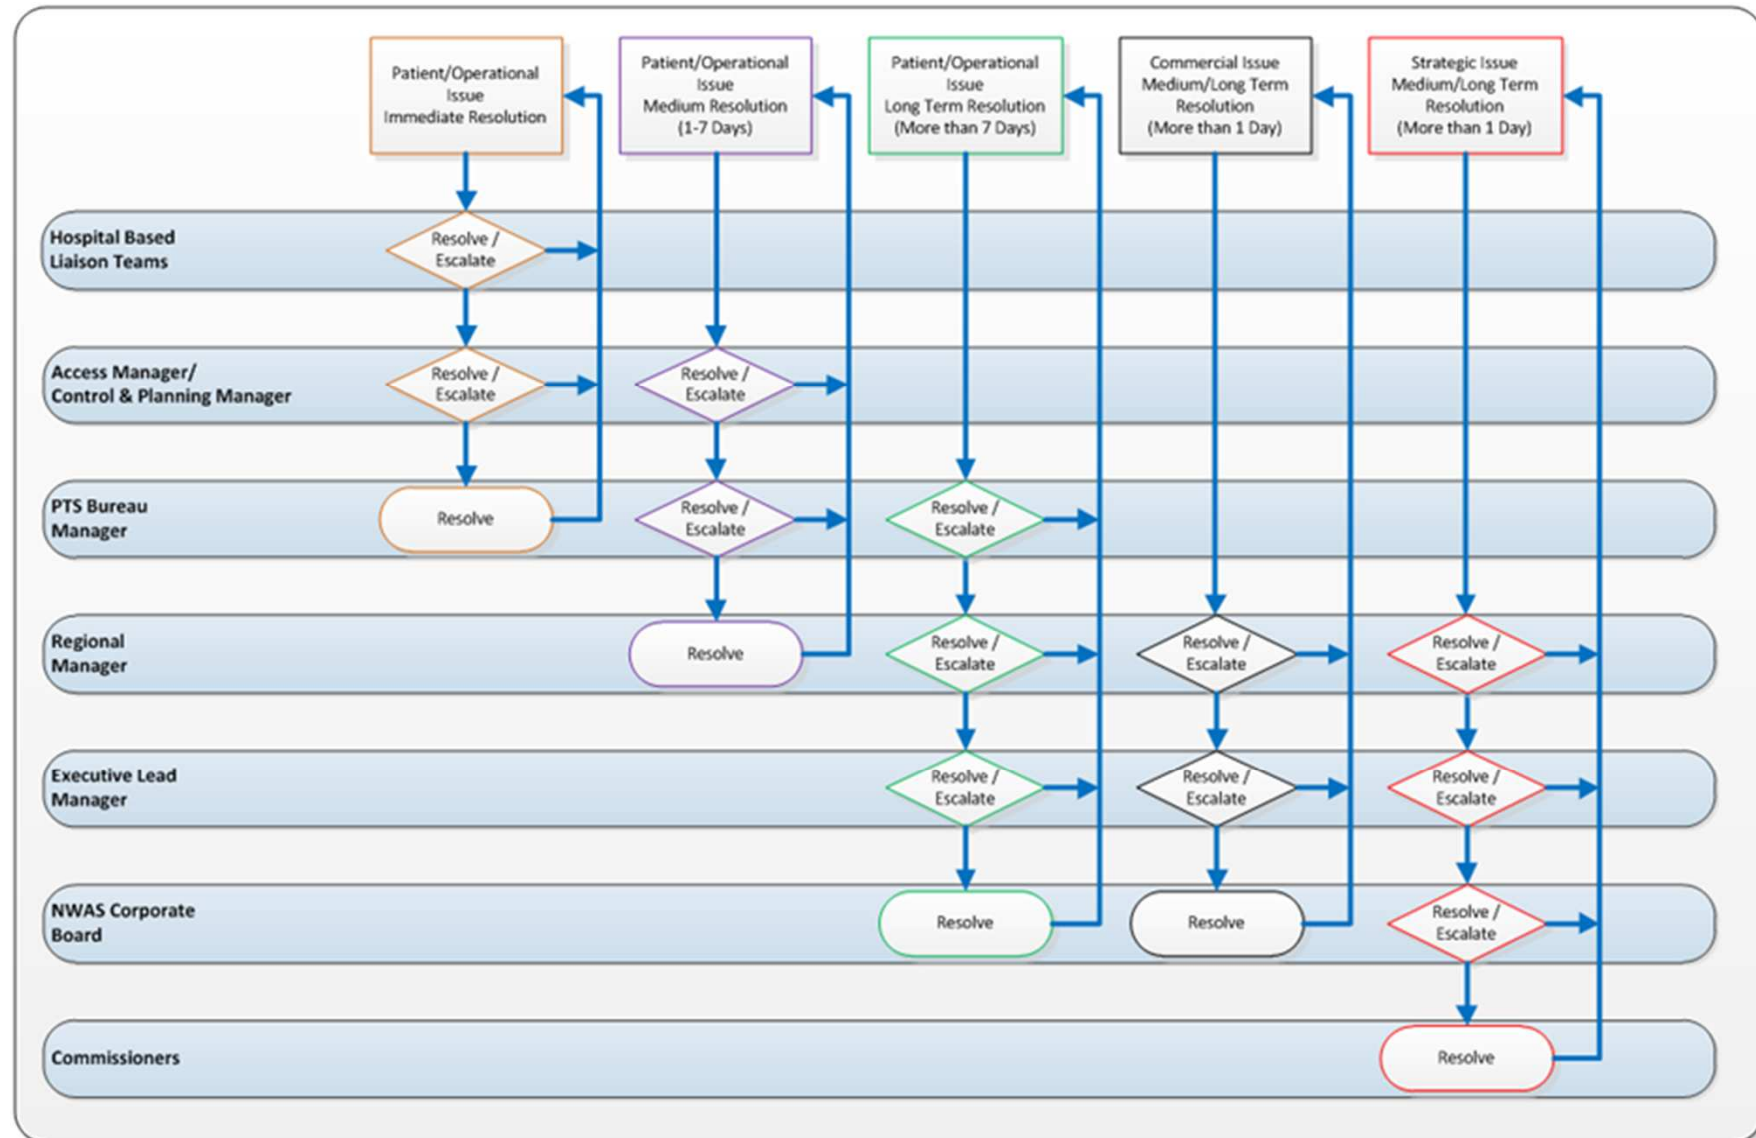 Patient/Operational
Issue
Immediate Resolution
Patient/Operational
Issue
Medium Resolution
(1-7 Days)
Patient/Operational
Issue
Long Term Resolution
(More than 7 Days)
Commercial Issue
Medium/Long Term
Resolution
(More than 1 Day)
Strategic Issue
Medium/Long Term
Resolution
(More than 1 Day)
Hospital Based
Liaison Teams
Resolve /
Escalate
Access Manager/
Control & Planning Manager
Resolve /
Escalate
Resolve /
Escalate
PTS Bureau
Manager
Resolve
Resolve /
Escalate
Resolve /
Escalate
Regional
Manager
Resolve
Resolve /
Escalate
Resolve /
Escalate
Resolve /
Escalate
Executive Lead
Manager
Resolve /
Escalate
Resolve /
Escalate
Resolve /
Escalate
NWAS Corporate
Board
Resolve
Resolve
Resolve /
Escalate
Commissioners
Resolve